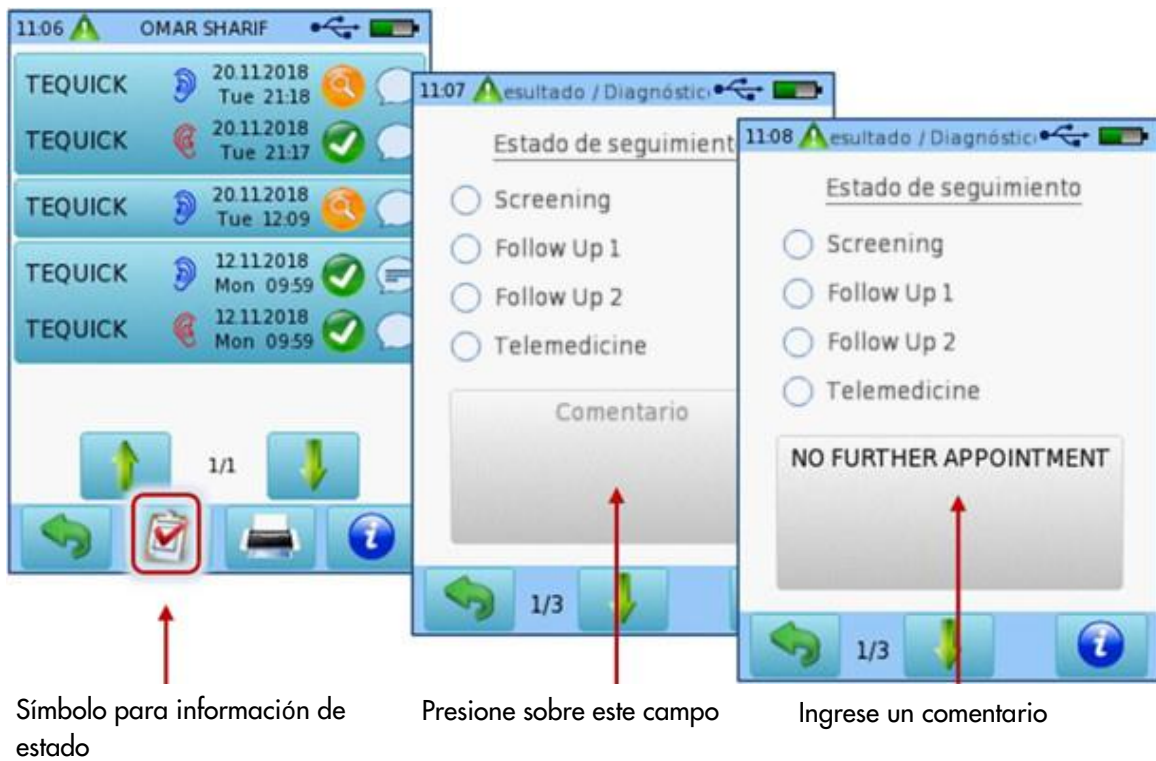 11:06 OMAR SHARIF
TEQUICK 20.11.2018
Tue 21:18
TEQUICK 20.11.2018
Tue 21:17
TEQUICK 20.11.2018
Tue 12:09
TEQUICK 12.11.2018
Mon 09:59
TEQUICK 12.11.2018
Mon 09:59
1/1
Símbolo para información de
estado
11:07 esultado / Diagnóstic
Estado de seguimient
Screening
Follow Up 1
Follow Up 2
Telemedicine
Comentario
1/3
Presione sobre este campo
11:08 esultado / Diagnóstic
Estado de seguimiento
Screening
Follow Up 1
Follow Up 2
Telemedicine
NO FURTHER APPOINTMENT
1/3
Ingrese un comentario